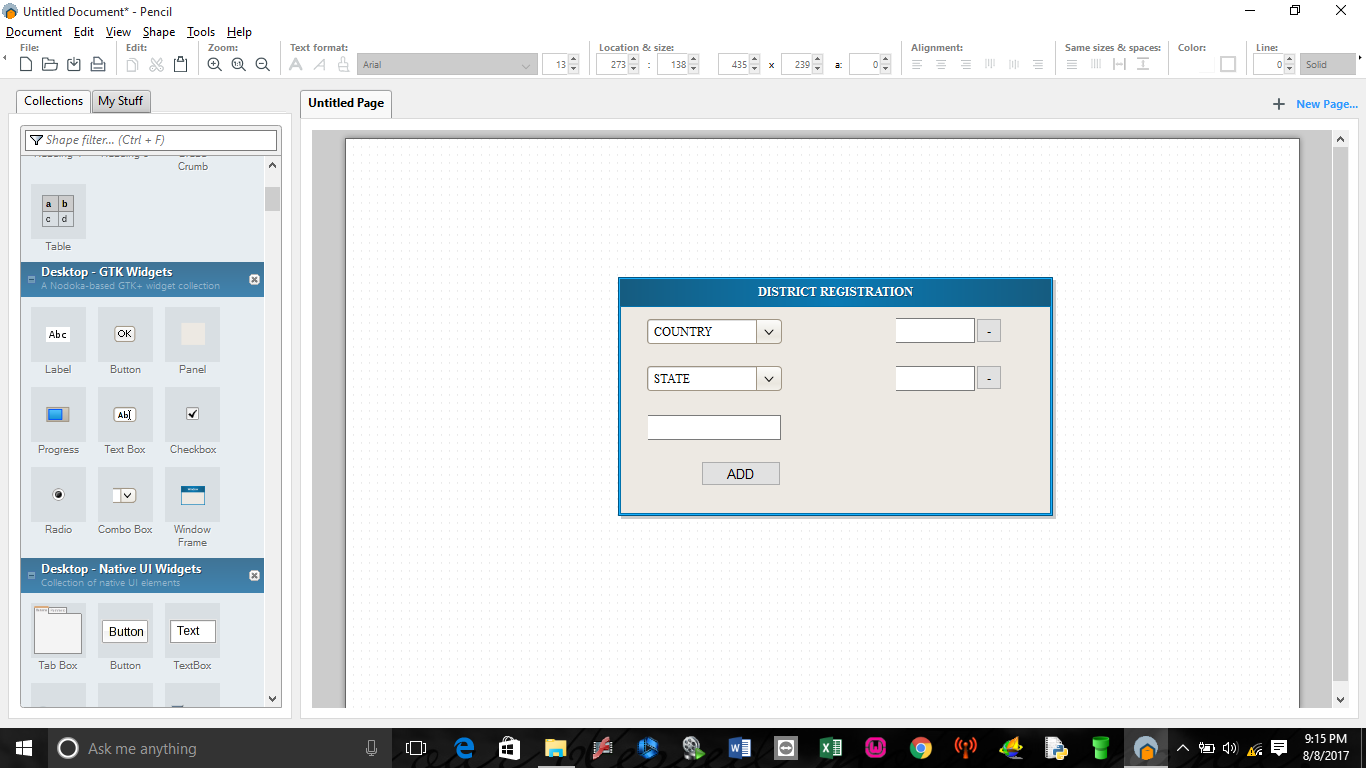 Untitled Document* - Pencil
Document Edit View Shape Tools Help
File: Edit: Zoom: Text format: Location & size: Alignment: Same sizes & spaces: Color: Line:
Arial 13 273 : 138 435 x 239 a: 0 0 Solid
Collections My Stuff
Untitled Page
New Page...
Shape filter... (Ctrl + F)
Crumb
a b
c d
Table
Desktop - GTK Widgets
A Nodoka-based GTK+ widget collection
Abc OK
Label Button Panel
Ab
Progress Text Box Checkbox
Radio Combo Box Window Frame
Desktop - Native UI Widgets
Collection of native UI elements
Button Text
Tab Box Button TextBox
DISTRICT REGISTRATION
COUNTRY -
STATE -
ADD
Ask me anything
9:15 PM
8/8/2017